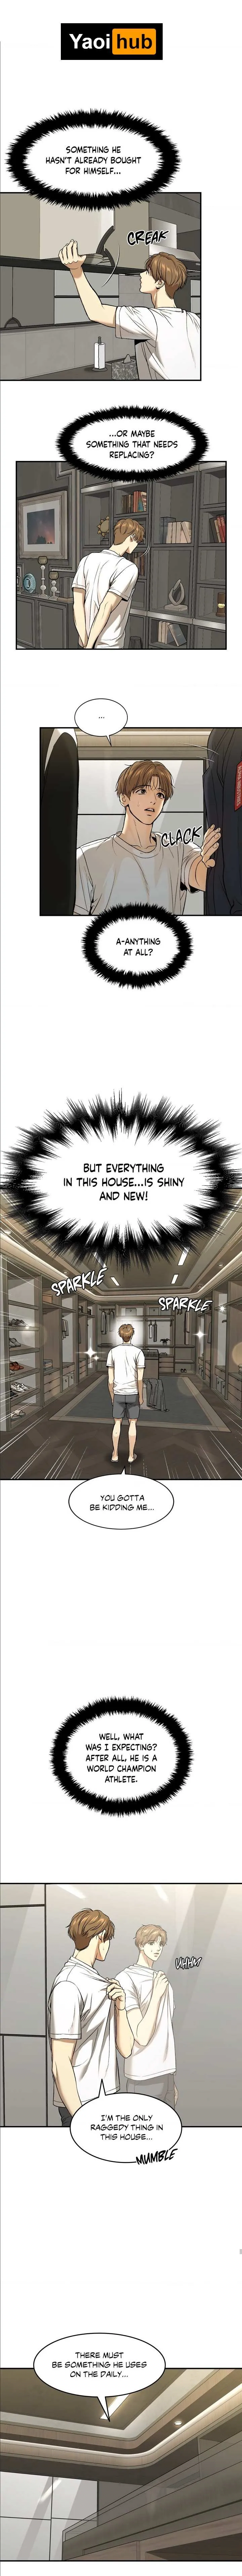 Yaoi hub
SOMETHING HE
HASN'T ALREADY BOUGHT
FOR HIMSELF...
CREAK
...OR MAYBE
SOMETHING THAT NEEDS
REPLACING?
...
CLACK
A-ANYTHING
AT ALL?
BUT EVERYTHING
IN THIS HOUSE...IS SHINY
AND NEW!
SPARKLE
SPARKLE
YOU GOTTA
BE KIDDING ME...
WELL, WHAT
WAS I EXPECTING?
AFTER ALL, HE IS A
WORLD CHAMPION
ATHLETE.
UHHM
I'M THE ONLY
RAGGEDY THING IN
THIS HOUSE...
MUMBLE
THERE MUST
BE SOMETHING HE USES
ON THE DAILY...